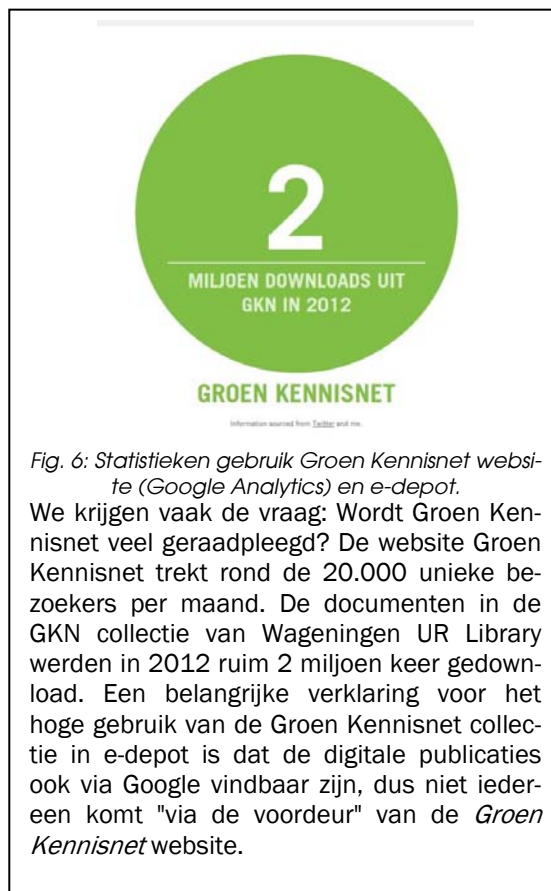 2
MILJOEN DOWNLOADS UIT
GKN IN 2012
GROEN KENNISNET
Information sourced from Twitter and me.
Fig. 6: Statistieken gebruik Groen Kennisnet websi-
te (Google Analytics) en e-depot.
We krijgen vaak de vraag: Wordt Groen Ken-
nisnet veel geraadpleegd? De website Groen
Kennisnet trekt rond de 20.000 unieke be-
zoekers per maand. De documenten in de
GKN collectie van Wageningen UR Library
werden in 2012 ruim 2 miljoen keer gedown-
load. Een belangrijke verklaring voor het
hoge gebruik van de Groen Kennisnet collec-
tie in e-depot is dat de digitale publicaties
ook via Google vindbaar zijn, dus niet ieder-
een komt "via de voordeur" van de Groen
Kennisnet website.